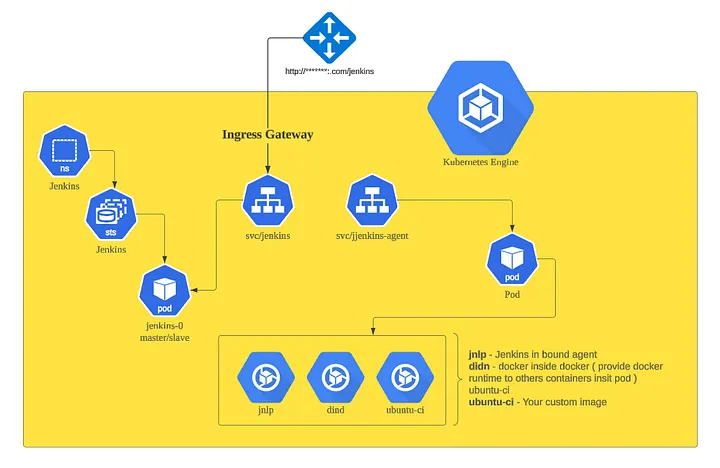 http://*******:.com/jenkins
Ingress Gateway
Kubernetes Engine
ns
Jenkins
sts
Jenkins
svc/jenkins
svc/jjenkins-agent
pod
jenkins-0
master/slave
pod
Pod
jnlp
dind
ubuntu-ci
jnlp - Jenkins in bound agent
didn - docker inside docker ( provide docker
runtime to others containers insit pod )
ubuntu-ci
ubuntu-ci - Your custom image